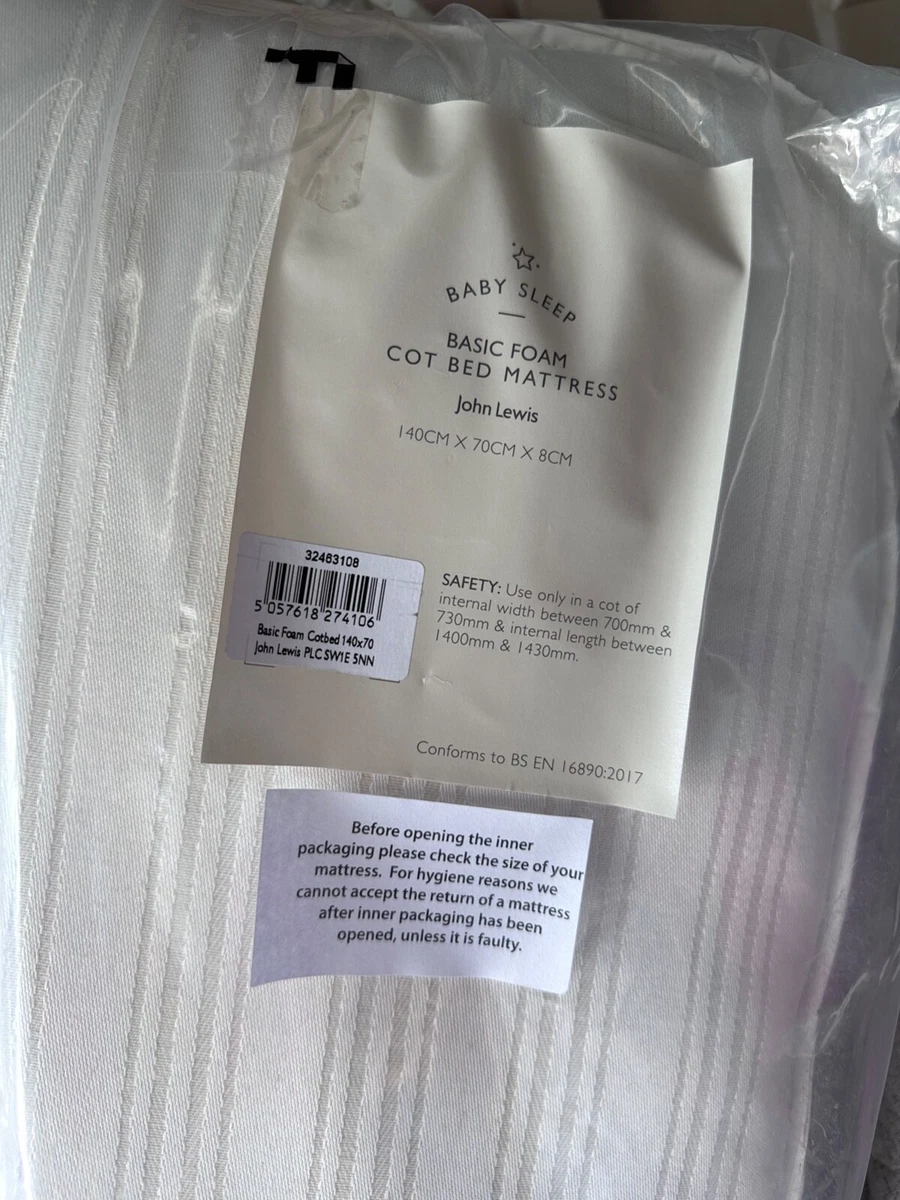 BABY SLEEP
BASIC FOAM
COT BED MATTRESS
John Lewis
140CM X 70CM X 8CM
32463108
5 057618 274106
Basic Foam Cotbed 140x70
John Lewis PLC SW1E 5NN
SAFETY: Use only in a cot of
internal width between 700mm &
730mm & internal length between
1400mm & 1430mm.
Conforms to BS EN 16890:2017
Before opening the inner
packaging please check the size of your
mattress. For hygiene reasons we
cannot accept the return of a mattress
after inner packaging has been
opened, unless it is faulty.